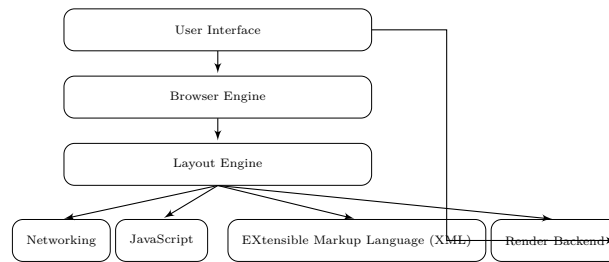 User Interface
Browser Engine
Layout Engine
Networking
JavaScript
EXtensible Markup Language (XML)
Render Backend